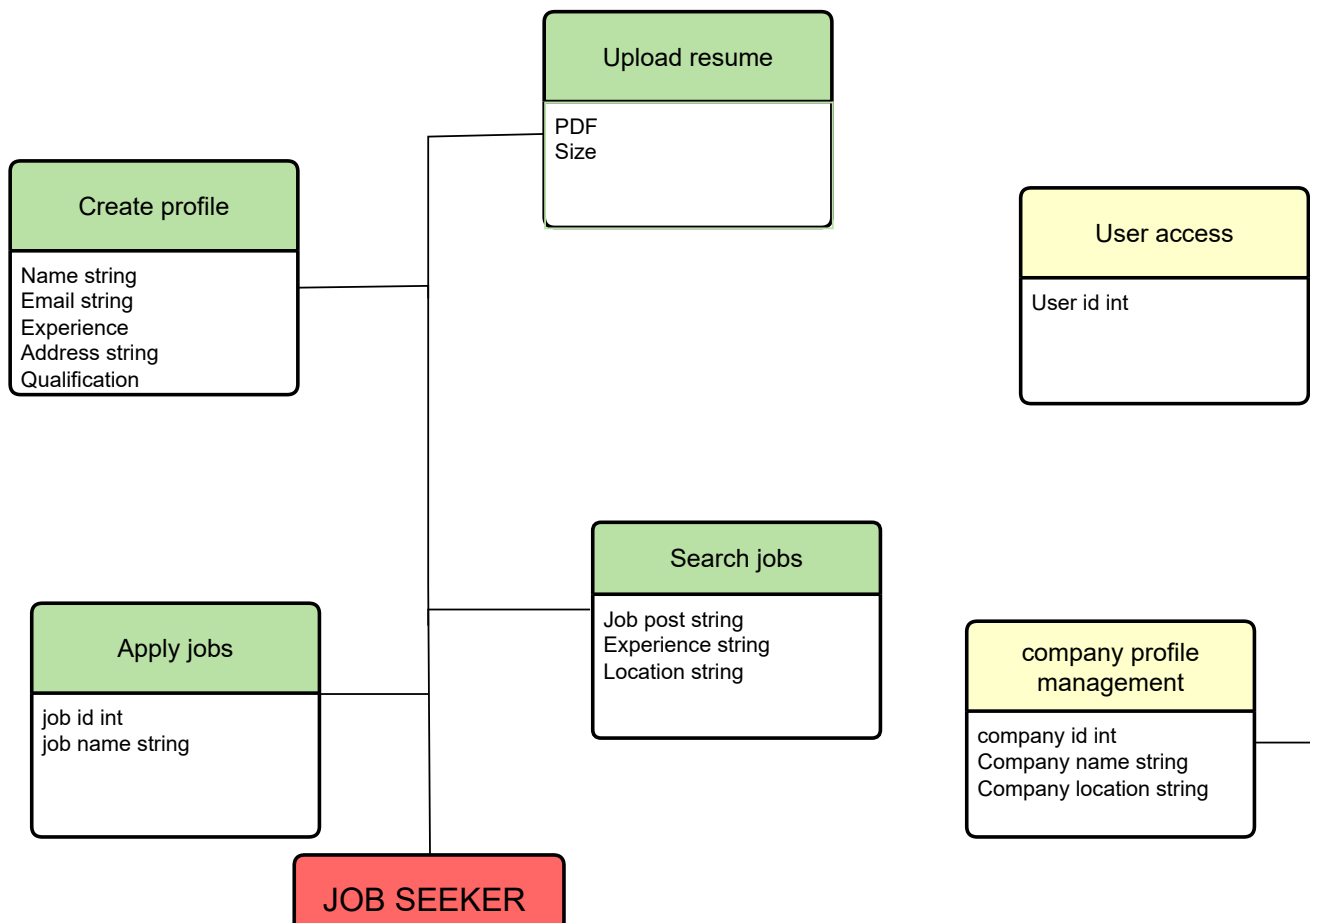 Upload resume
PDF
Size
Create profile
Name string
Email string
Experience
Address string
Qualification
User access
User id int
Search jobs
Job post string
Experience string
Location string
Apply jobs
job id int
job name string
company profile
management
company id int
Company name string
Company location string
JOB SEEKER